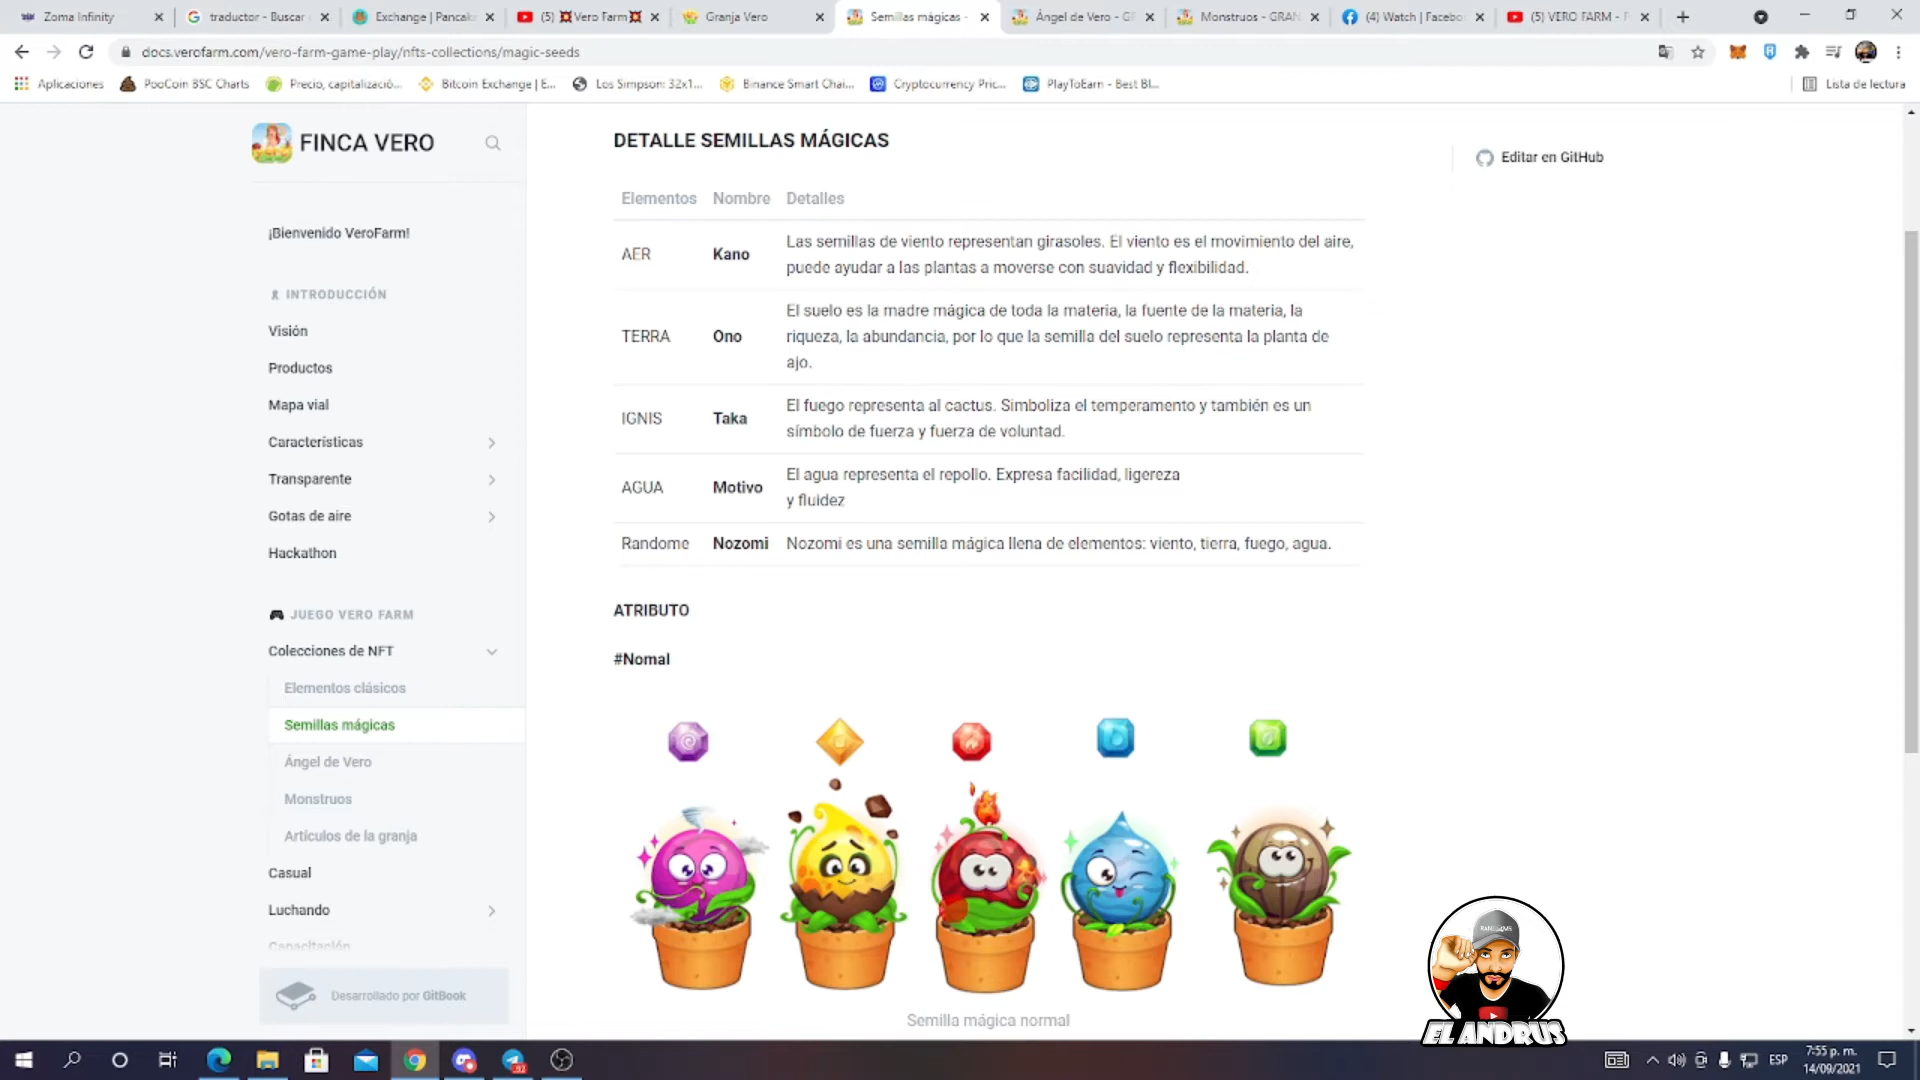 Zoma Infinity
traductor - Buscar
Exchange | Pancak
(5) 💥Vero Farm💥
Granja Vero
Semillas mágicas -
Ángel de Vero - G
Monstruos - GRAN
(4) Watch | Facebo
(5) VERO FARM - F
docs.verofarm.com/vero-farm-game-play/nfts-collections/magic-seeds
Aplicaciones
PooCoin BSC Charts
Precio, capitalizació...
Bitcoin Exchange | E...
Los Simpson: 32x1...
Binance Smart Chai...
Cryptocurrency Pric...
PlayToEarn - Best Bl...
Lista de lectura
FINCA VERO
¡Bienvenido VeroFarm!
INTRODUCCIÓN
Visión
Productos
Mapa vial
Características
Transparente
Gotas de aire
Hackathon
JUEGO VERO FARM
Colecciones de NFT
Elementos clásicos
Semillas mágicas
Ángel de Vero
Monstruos
Artículos de la granja
Casual
Luchando
Capacitación
Desarrollado por GitBook
DETALLE SEMILLAS MÁGICAS
Elementos Nombre Detalles
AER Kano Las semillas de viento representan girasoles. El viento es el movimiento del aire,
puede ayudar a las plantas a moverse con suavidad y flexibilidad.
TERRA Ono El suelo es la madre mágica de toda la materia, la fuente de la materia, la
riqueza, la abundancia, por lo que la semilla del suelo representa la planta de
ajo.
IGNIS Taka El fuego representa al cactus. Simboliza el temperamento y también es un
símbolo de fuerza y fuerza de voluntad.
AGUA Motivo El agua representa el repollo. Expresa facilidad, ligereza
y fluidez
Randome Nozomi Nozomi es una semilla mágica llena de elementos: viento, tierra, fuego, agua.
ATRIBUTO
#Nomal
Semilla mágica normal
Editar en GitHub
EL ANDRUS
ESP
7:55 p. m.
14/09/2021